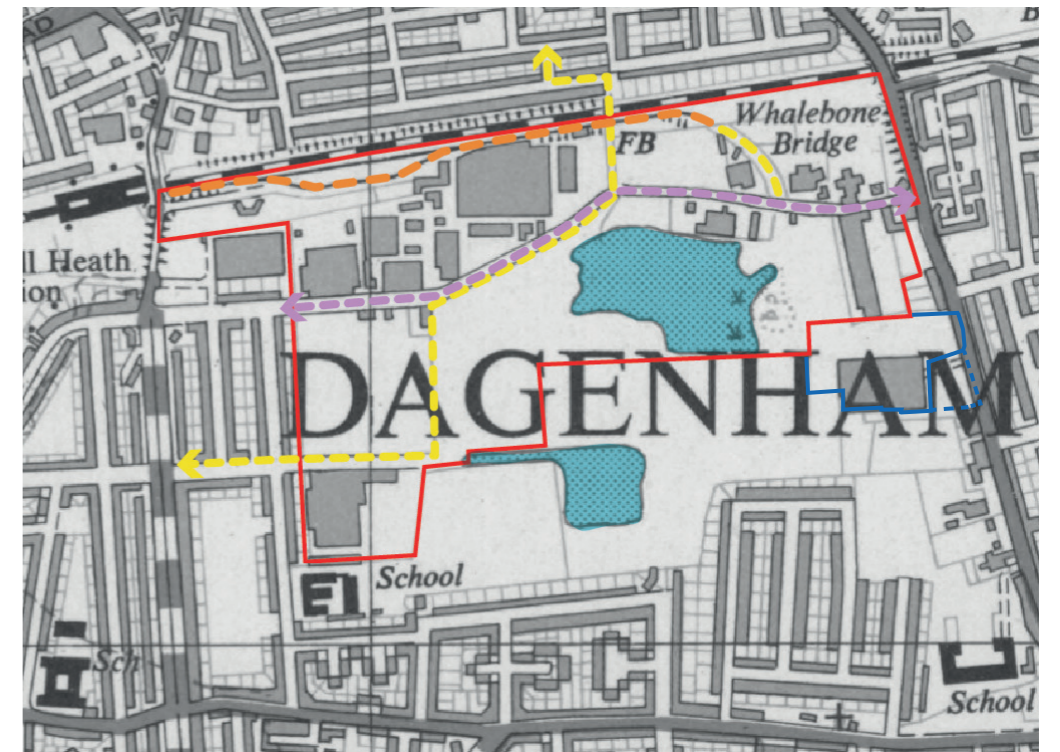 B
Whalebone
Bridge
FB
ll Heath
ion
DAGENHAM
School
Sch
School